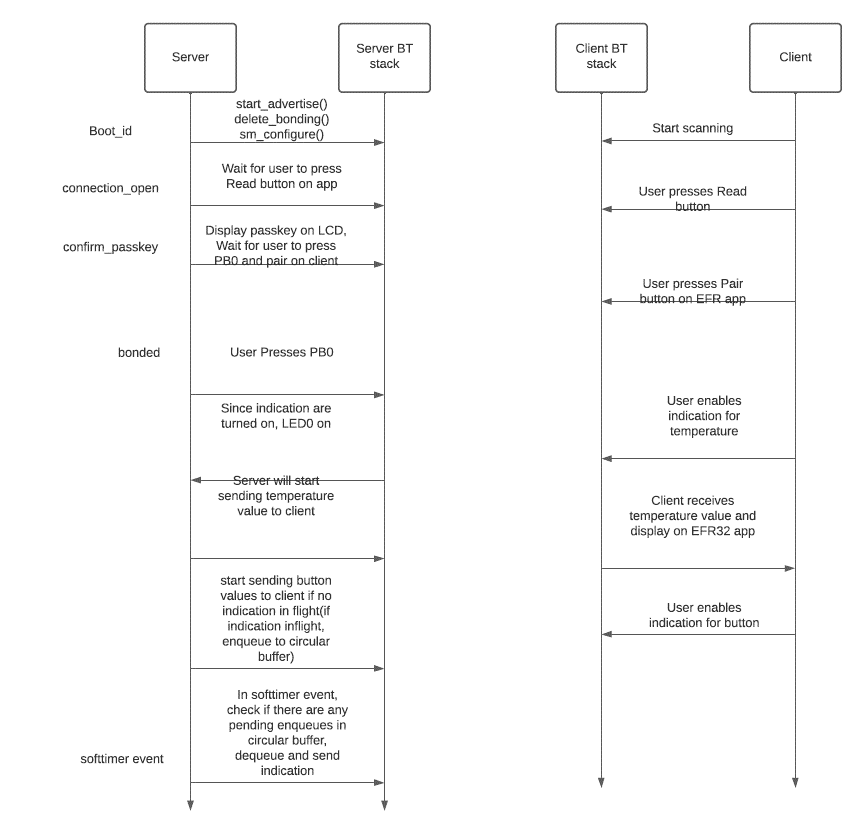 Server
Server BT
stack
Client BT
stack
Client
start_advertise()
delete_bonding()
sm_configure()
Boot_id
Start scanning
Wait for user to press
Read button on app
connection_open
User presses Read
button
Display passkey on LCD,
Wait for user to press
PB0 and pair on client
confirm_passkey
User presses Pair
button on EFR app
bonded
User Presses PB0
Since indication are
turned on, LED0 on
User enables
indication for
temperature
Server will start
sending temperature
value to client
Client receives
temperature value and
display on EFR32 app
start sending button
values to client if no
indication in flight(if
indication inflight,
enqueue to circular
buffer)
User enables
indication for button
In softtimer event,
check if there are any
pending enqueues in
circular buffer,
dequeue and send
indication
softtimer event